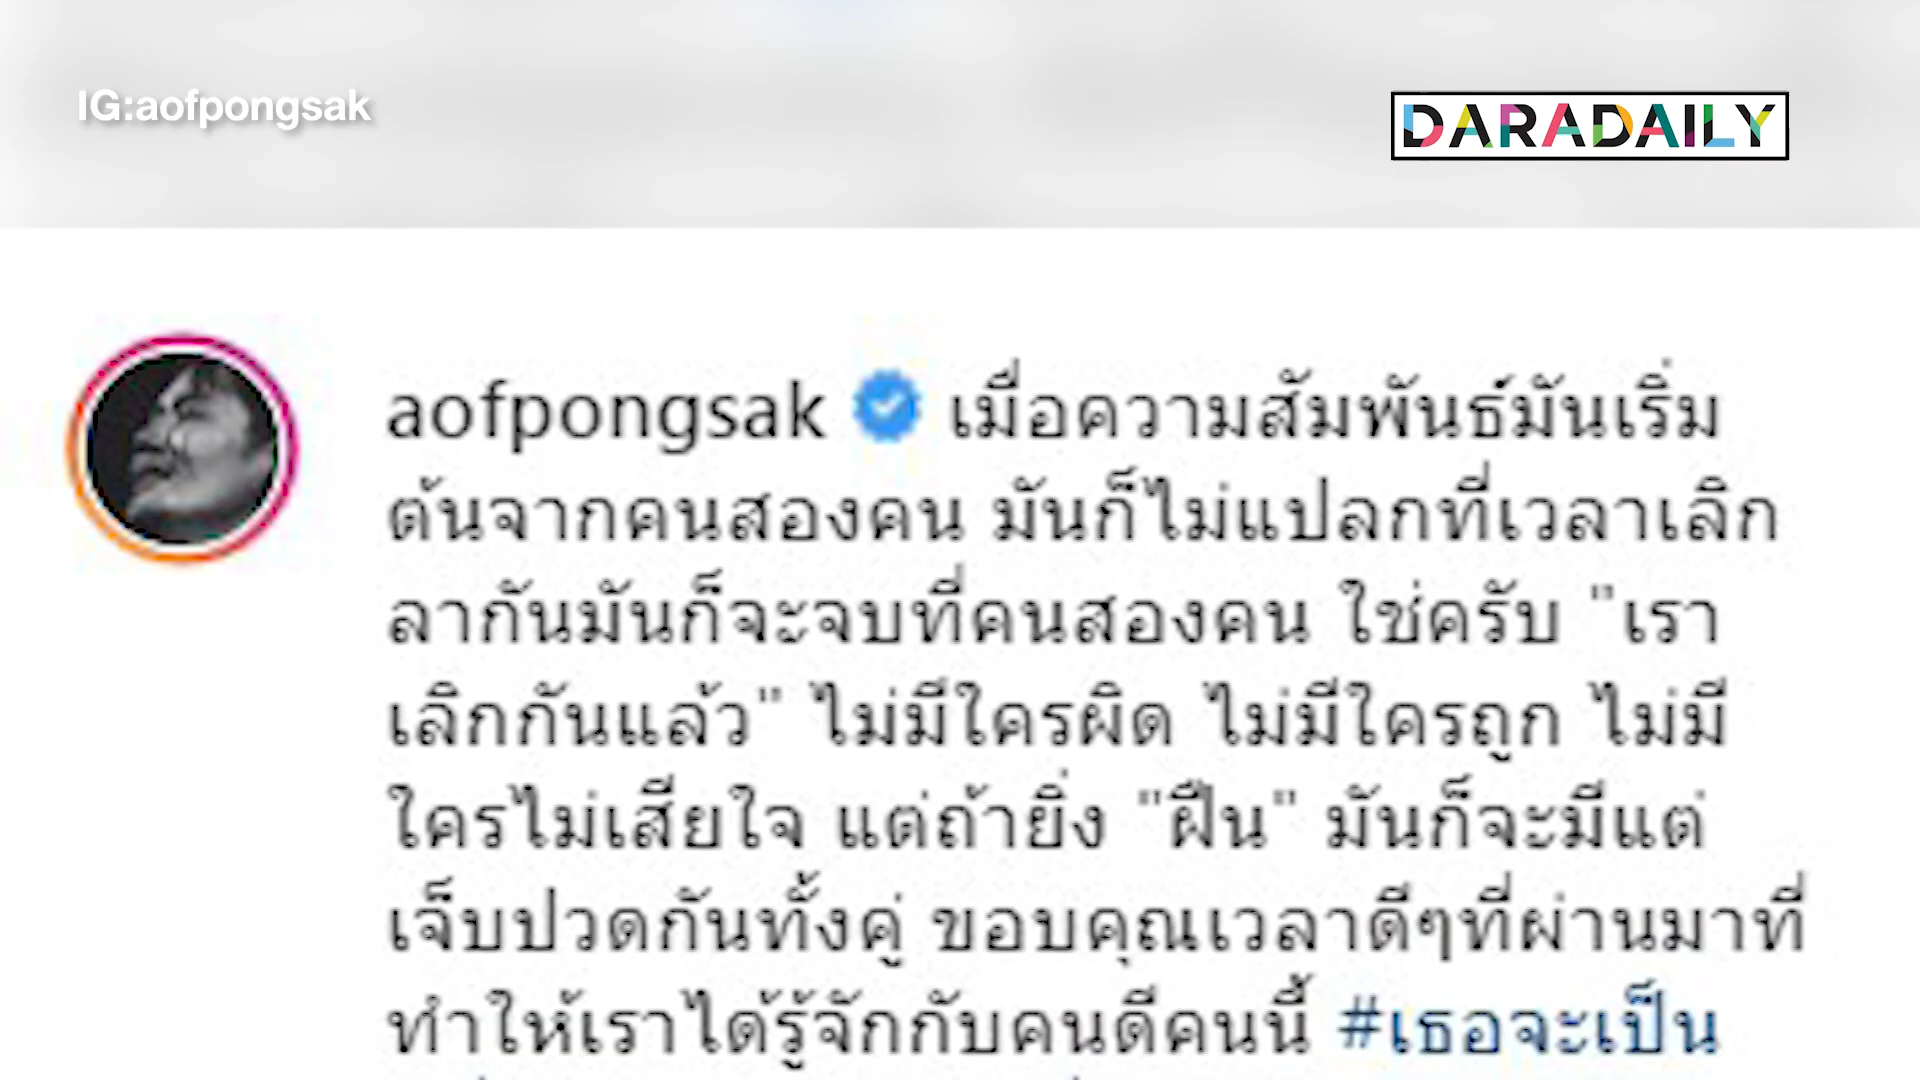 IG:aofpongsak
DARADAILY
aofpongsak เมื่อความสัมพันธ์มันเริ่ม
ต้นจากคนสองคน มันก็ไม่แปลกที่เวลาเลิก
ลากันมันก็จะจบที่คนสองคน ใช่ครับ "เรา
เลิกกันแล้ว" ไม่มีใครผิด ไม่มีใครถูก ไม่มี
ใครไม่เสียใจ แต่ถ้ายิ่ง "ฝืน" มันก็จะมีแต่
เจ็บปวดกันทั้งคู่ ขอบคุณเวลาดีๆที่ผ่านมาที่
ทำให้เราได้รู้จักกับคนดีคนนี้ #เธอจะเป็น